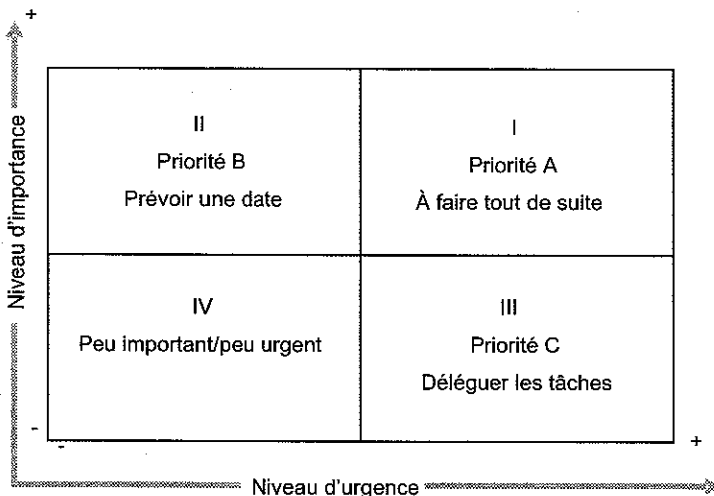 +
Niveau d'importance
II
Priorité B
Prévoir une date
I
Priorité A
À faire tout de suite
IV
Peu important/peu urgent
III
Priorité C
Déléguer les tâches
-
-
+
Niveau d'urgence